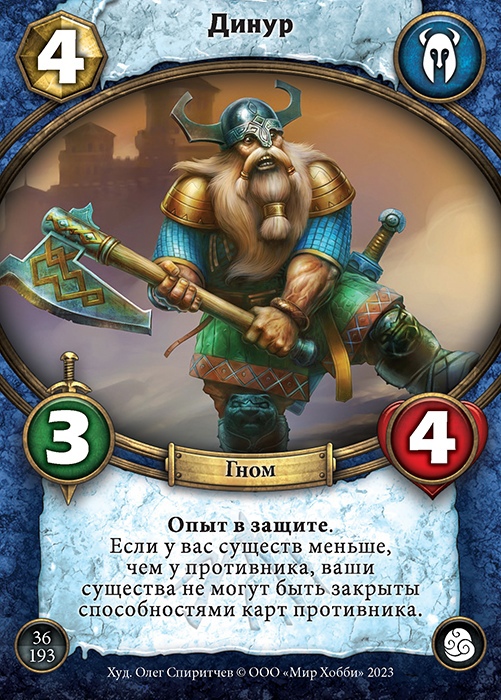 Динур
4
3
4
Гном
Опыт в защите.
Если у вас существ меньше,
чем у противника, ваши
существа не могут быть закрыты
способностями карт противника.
36
193
Худ. Олег Спиритчев © ООО «Мир Хобби» 2023